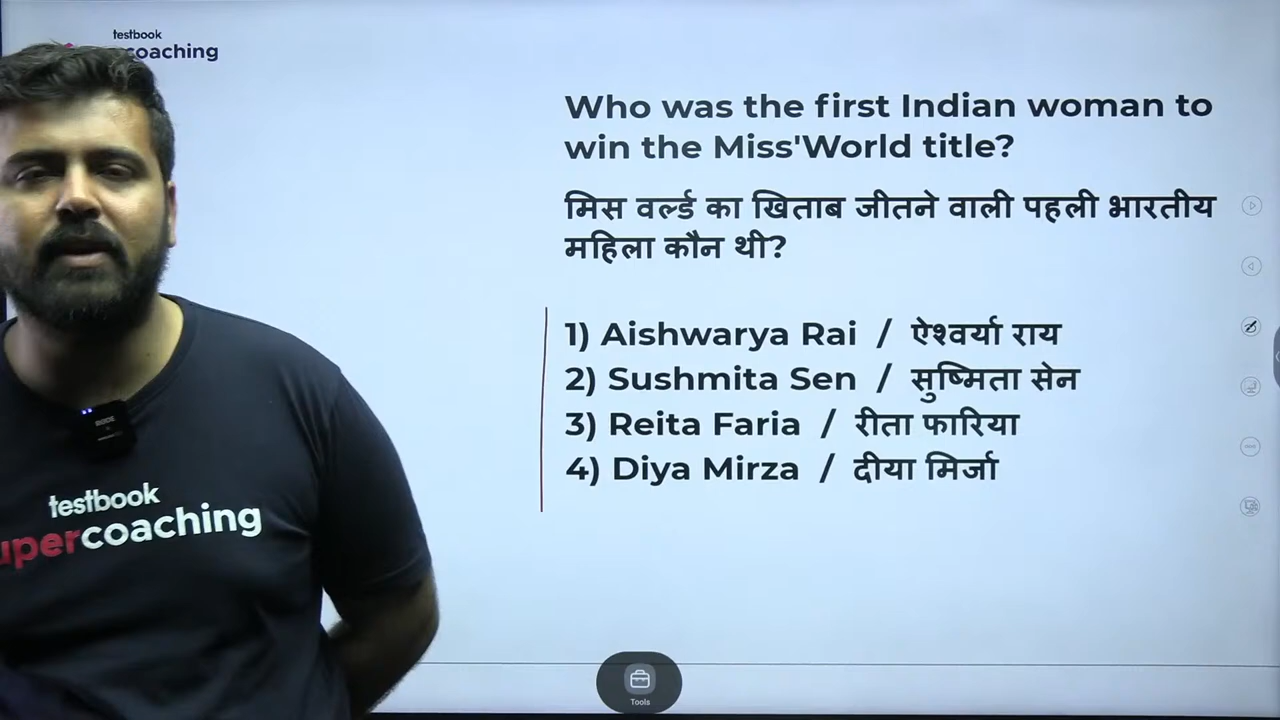 testbook
coaching
Who was the first Indian woman to
win the Miss'World title?
मिस वर्ल्ड का खिताब जीतने वाली पहली भारतीय
महिला कौन थी?
1) Aishwarya Rai / ऐश्वर्या राय
2) Sushmita Sen / सुष्मिता सेन
3) Reita Faria / रीता फारिया
4) Diya Mirza / दीया मिर्जा
testbook
upercoaching
Tools